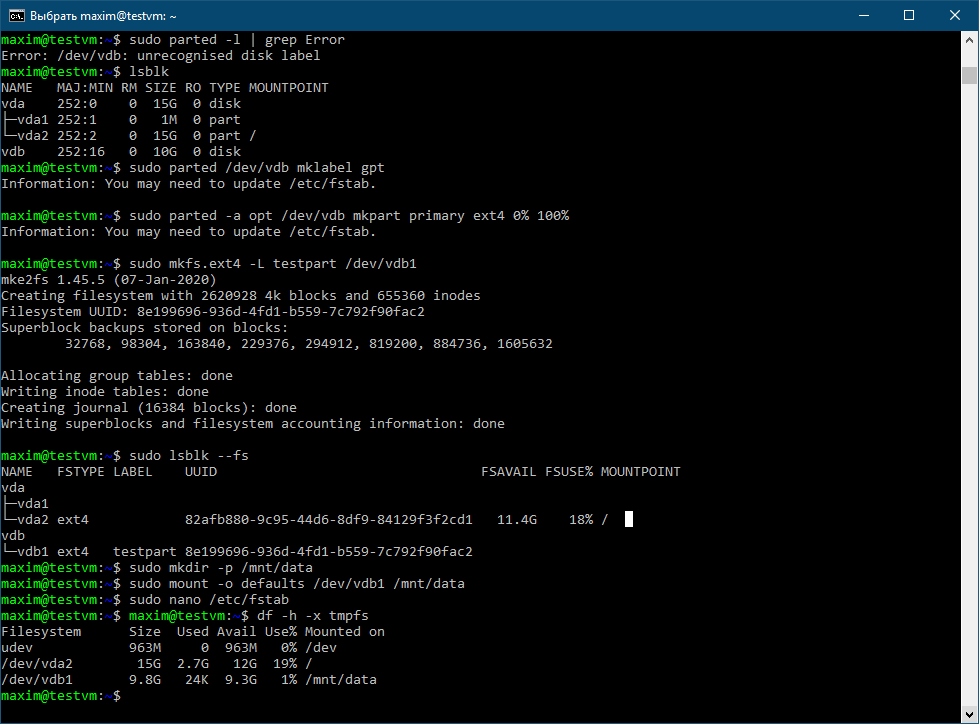 Выбрать maxim@testvm: ~
maxim@testvm:~$ sudo parted -l | grep Error
Error: /dev/vdb: unrecognised disk label
maxim@testvm:~$ lsblk
NAME   MAJ:MIN RM SIZE RO TYPE MOUNTPOINT
vda    252:0    0  15G  0 disk
├─vda1 252:1    0   1M  0 part
└─vda2 252:2    0  15G  0 part /
vdb    252:16   0  10G  0 disk
maxim@testvm:~$ sudo parted /dev/vdb mklabel gpt
Information: You may need to update /etc/fstab.
maxim@testvm:~$ sudo parted -a opt /dev/vdb mkpart primary ext4 0% 100%
Information: You may need to update /etc/fstab.
maxim@testvm:~$ sudo mkfs.ext4 -L testpart /dev/vdb1
mke2fs 1.45.5 (07-Jan-2020)
Creating filesystem with 2620928 4k blocks and 655360 inodes
Filesystem UUID: 8e199696-936d-4fd1-b559-7c792f90fac2
Superblock backups stored on blocks:
        32768, 98304, 163840, 229376, 294912, 819200, 884736, 1605632
Allocating group tables: done
Writing inode tables: done
Creating journal (16384 blocks): done
Writing superblocks and filesystem accounting information: done
maxim@testvm:~$ sudo lsblk --fs
NAME   FSTYPE LABEL    UUID                                 FSAVAIL FSUSE% MOUNTPOINT
vda
├─vda1
└─vda2 ext4            82afb880-9c95-44d6-8df9-84129f3f2cd1   11.4G    18% /
vdb
└─vdb1 ext4   testpart 8e199696-936d-4fd1-b559-7c792f90fac2
maxim@testvm:~$ sudo mkdir -p /mnt/data
maxim@testvm:~$ sudo mount -o defaults /dev/vdb1 /mnt/data
maxim@testvm:~$ sudo nano /etc/fstab
maxim@testvm:~$ maxim@testvm:~$ df -h -x tmpfs
Filesystem      Size  Used Avail Use% Mounted on
udev            963M     0  963M   0% /dev
/dev/vda2        15G  2.7G   12G  19% /
/dev/vdb1       9.8G   24K  9.3G   1% /mnt/data
maxim@testvm:~$